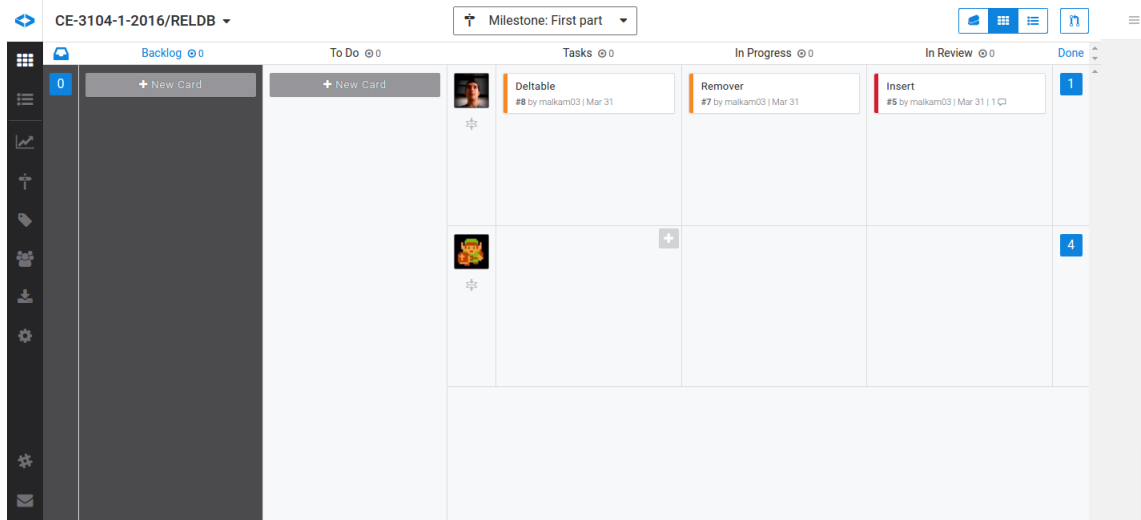 CE-3104-1-2016/RELDB
Milestone: First part
Backlog 0
To Do 0
Tasks 0
In Progress 0
In Review 0
Done
0
+ New Card
+ New Card
Deltable
#8 by malkam03 | Mar 31
Remover
#7 by malkam03 | Mar 31
Insert
#5 by malkam03 | Mar 31 | 1
1
4